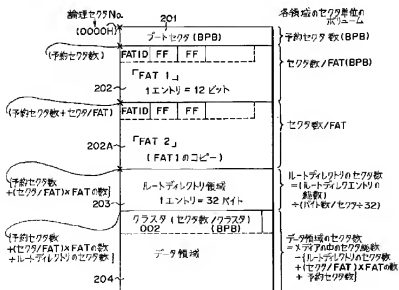 論理セクタNo.
(0000H)
201
各領域のセクタ単位の
ボリューム
ブートセクタ(BPB)
予約セクタ数(BPB)
(予約セクタ数)
FATID FF FF
「FAT 1」
1エントリ=12ビット
202
セクタ数/FAT(BPB)
(予約セクタ数+セクタ/FAT)
FATID FF FF
「FAT 2」
(FAT1のコピー)
202A
セクタ数/FAT
{予約セクタ数
+(セクタ/FAT)×FATの数}
ルートディレクトリ領域
1エントリ=32バイト
203
ルートディレクトリのセクタ数
=(ルートディレクエントリの
総数)
÷(バイト数/セクタ÷32)
クラスタ (セクタ数/クラスタ)
002 (BPB)
{予約セクタ数
+(セクタ/FAT)×FATの数
+ルートディレクトリのセクタ数}
データ領域
204
データ領域のセクタ数
=メディアの中のセクタ総数
-{ルートディレクトリのセクタ数
+(セクタ/FAT)×FATの数
+予約セクタ数}